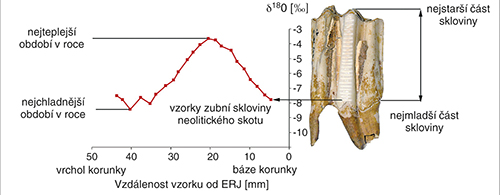 δ¹⁸O [‰]
nejteplejší
období v roce
nejstarší část
skloviny
-3
-4
-5
-6
-7
-8
-9
-10
nejchladnější
období v roce
vzorky zubní skloviny
neolitického skotu
nejmladší část
skloviny
50 40 30 20 10 0
vrchol korunky báze korunky
Vzdálenost vzorku od ERJ [mm]